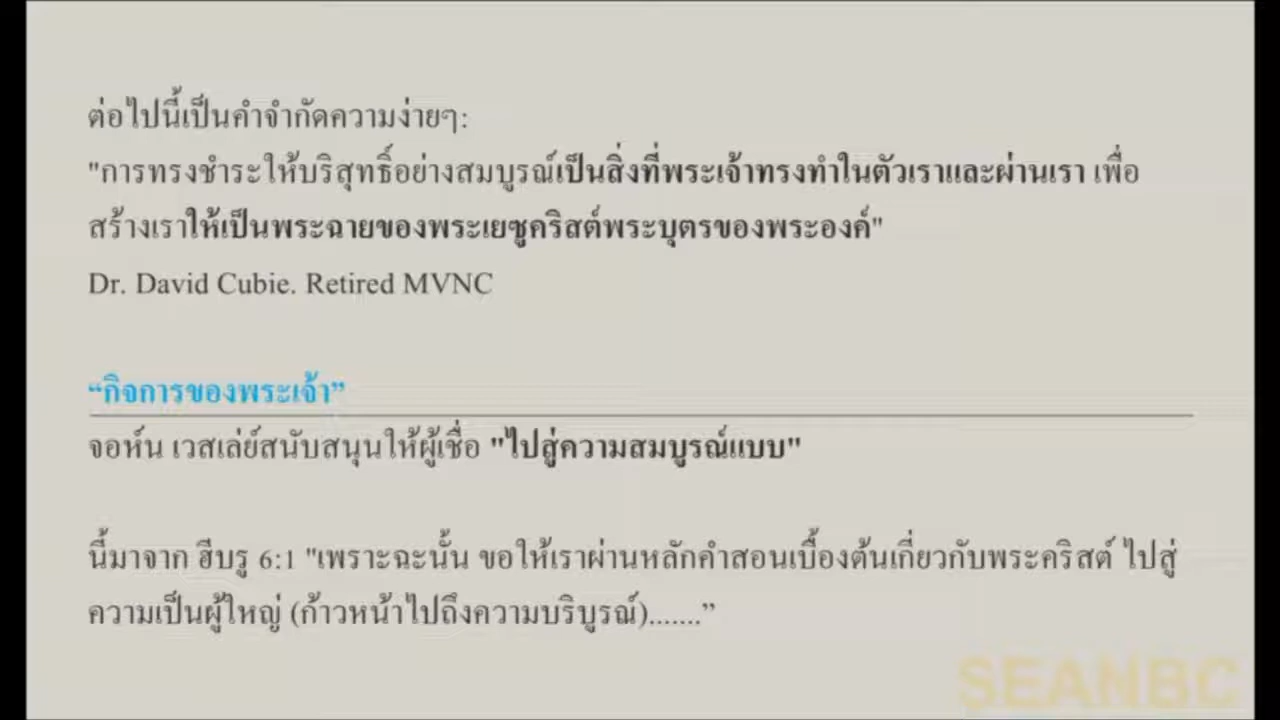 ต่อไปนี้เป็นคำจำกัดความง่ายๆ:
"การทรงชำระให้บริสุทธิ์อย่างสมบูรณ์เป็นสิ่งที่พระเจ้าทรงทำในตัวเราและผ่านเรา เพื่อ
สร้างเราให้เป็นพระฉายของพระเยซูคริสต์พระบุตรของพระองค์"
Dr. David Cubie. Retired MVNC
“กิจการของพระเจ้า”
จอห์น เวสเล่ย์สนับสนุนให้ผู้เชื่อ "ไปสู่ความสมบูรณ์แบบ"
นี้มาจาก ฮีบรู 6:1 "เพราะฉะนั้น ขอให้เราผ่านหลักคำสอนเบื้องต้นเกี่ยวกับพระคริสต์ ไปสู่
ความเป็นผู้ใหญ่ (ก้าวหน้าไปถึงความบริบูรณ์).......”
SEANBC